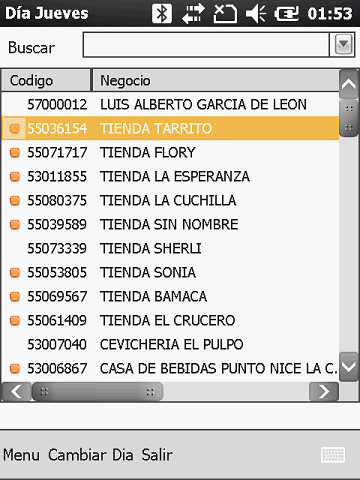 Día Jueves 01:53
Buscar
Codigo Negocio
57000012 LUIS ALBERTO GARCIA DE LEON
55036154 TIENDA TARRITO
55071717 TIENDA FLORY
53011855 TIENDA LA ESPERANZA
55080375 TIENDA LA CUCHILLA
55039589 TIENDA SIN NOMBRE
55073339 TIENDA SHERLI
55053805 TIENDA SONIA
55069567 TIENDA BAMACA
55061409 TIENDA EL CRUCERO
53007040 CEVICHERIA EL PULPO
53006867 CASA DE BEBIDAS PUNTO NICE LA C.
Menu Cambiar Dia Salir